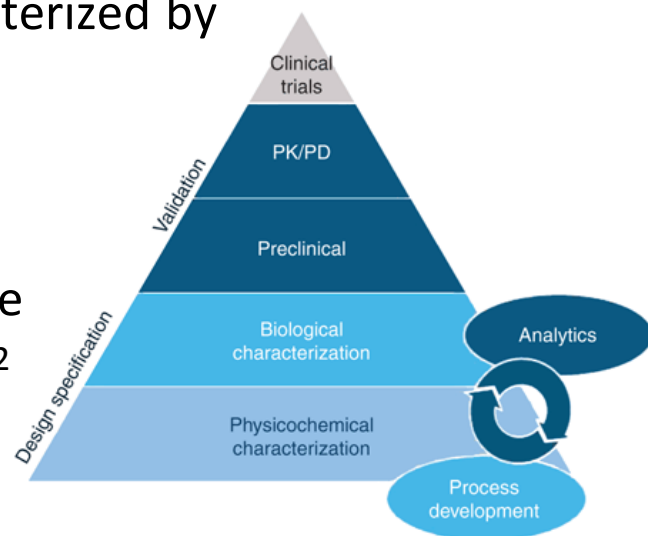 terized by
Clinical
trials
PK/PD
Validation
Preclinical
e
2
Biological
characterization
Analytics
Design specification
Physicochemical
characterization
Process
development